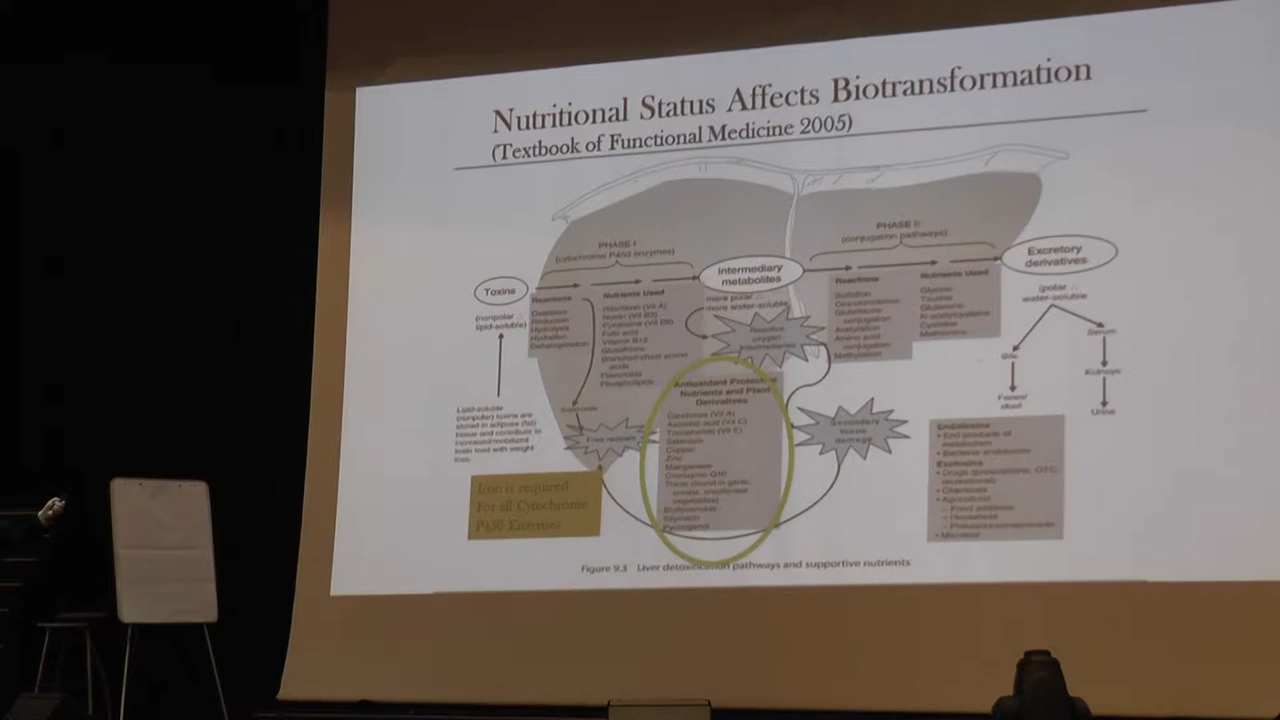 Nutritional Status Affects Biotransformation
(Textbook of Functional Medicine 2005)
PHASE I
(cytochrome P450 enzymes)
PHASE II
(conjugation pathways)
Toxins
(nonpolar ∴
lipid-soluble)
Reactions
Oxidation
Reduction
Hydrolysis
Hydration
Dehalogenation
Nutrients Used
Riboflavin (Vit B2)
Niacin (Vit B3)
Pyridoxine (Vit B6)
Folic acid
Vitamin B12
Glutathione
Branched-chain amino
acids
Flavonoids
Phospholipids
Intermediary
metabolites
more polar ∴
more water-soluble
Reactions
Sulfation
Glucuronidation
Glutathione
conjugation
Acetylation
Amino acid
conjugation
Methylation
Nutrients Used
Glycine
Taurine
Glutamine
N-acetylcysteine
Cysteine
Methionine
Excretory
derivatives
(polar ∴
water-soluble
Bile
Feces/
stool
Serum
Kidneys
Urine
Reactive
oxygen
intermediates
Superoxide
Free radicals
Secondary
tissue
damage
Lipid-soluble
(nonpolar) toxins are
stored in adipose (fat)
tissue and contribute to
increased
toxin load with weight
loss.
Iron is required
For all Cytochrome
P450 Enzymes
Antioxidant Protective
Nutrients and Plant
Derivatives
Carotenes (Vit A)
Ascorbic acid (Vit C)
Tocopherols (Vit E)
Selenium
Copper
Zinc
Manganese
Coenzyme Q10
Thiols (found in garlic,
onions, cruciferous
vegetables)
Bioflavonoids
Silymarin
Pycnogenol
Endotoxins
• End products of
metabolism
• Bacterial endotoxins
Exotoxins
• Drugs (prescriptions, OTC,
recreational)
• Chemicals
• Agricultural
– Food additives
– Household
– Pollutants/contaminants
• Microbial
Figure 9.3 Liver detoxification pathways and supportive nutrients